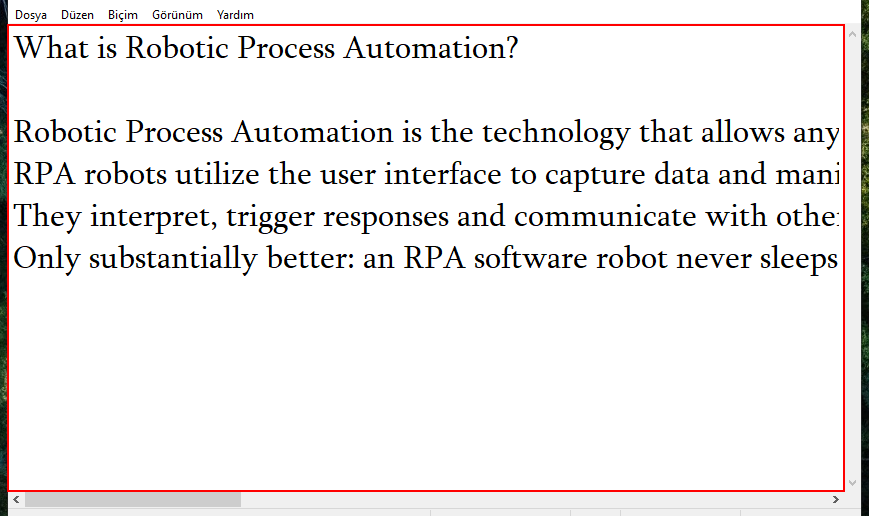 Dosya Düzen Biçim Görünüm Yardım
What is Robotic Process Automation?
Robotic Process Automation is the technology that allows any
RPA robots utilize the user interface to capture data and mani
They interpret, trigger responses and communicate with othe
Only substantially better: an RPA software robot never sleeps